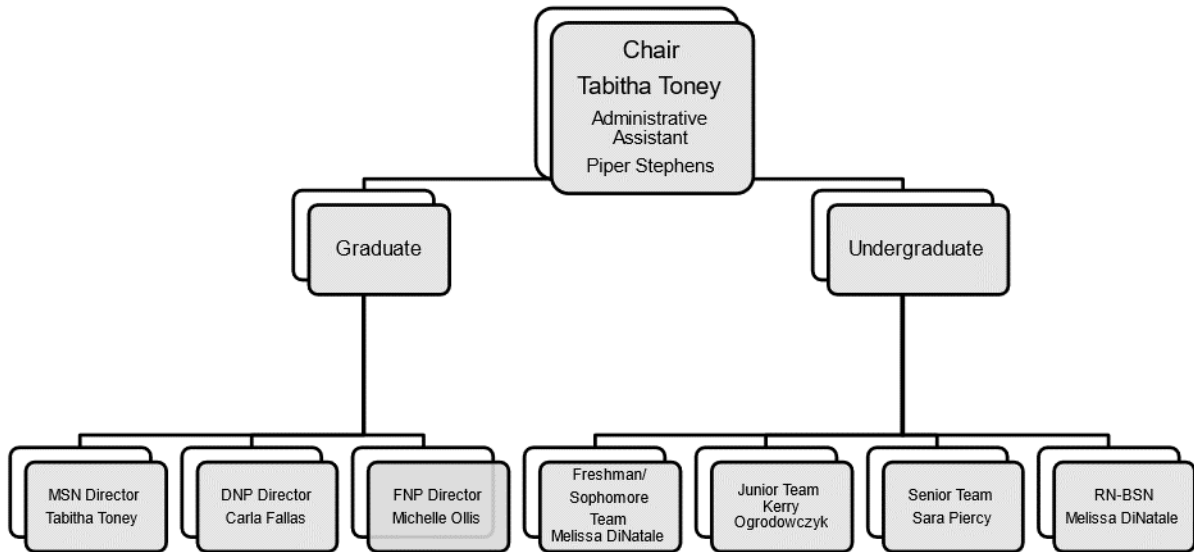 Chair
Tabitha Toney
Administrative
Assistant
Piper Stephens
Graduate
Undergraduate
MSN Director
Tabitha Toney
DNP Director
Carla Fallas
FNP Director
Michelle Ollis
Freshman/
Sophomore
Team
Melissa DiNatale
Junior Team
Kerry
Ogrodowczyk
Senior Team
Sara Piercy
RN-BSN
Melissa DiNatale